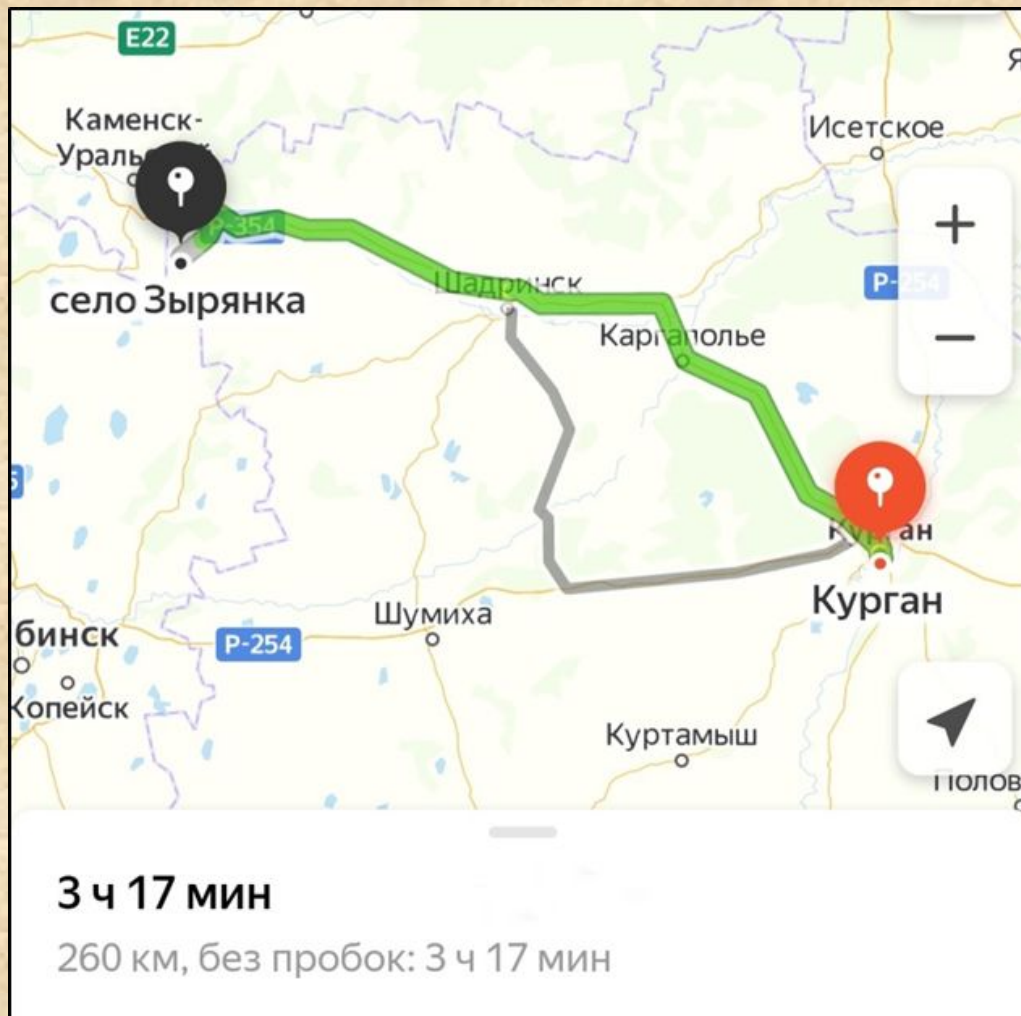 E22
Каменск-
Исетское
Р-354
Р-254
село Зырянка
Шадринск
Каргаполье
Курган
Курган
Шумиха
бинск
Р-254
Копейск
Куртамыш
Полов
3 ч 17 мин
260 км, без пробок: 3 ч 17 мин